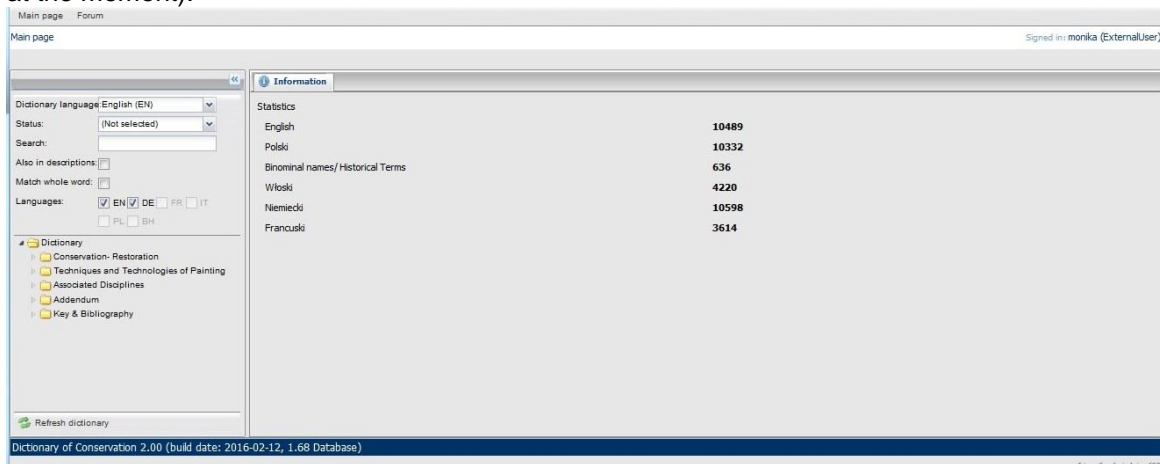 at the moment).
Main page Forum
Main page Signed in: monika (ExternalUser)
Information
Dictionary language: English (EN)
Status: (Not selected)
Search:
Also in descriptions:
Match whole word:
Languages: EN DE FR IT
PL BH
Dictionary
Conservation- Restoration
Techniques and Technologies of Painting
Associated Disciplines
Addendum
Key & Bibliography
Refresh dictionary
Statistics
English 10489
Polski 10332
Binominal names/ Historical Terms 636
Włoski 4220
Niemiecki 10598
Francuski 3614
Dictionary of Conservation 2.00 (build date: 2016-02-12, 1.68 Database)